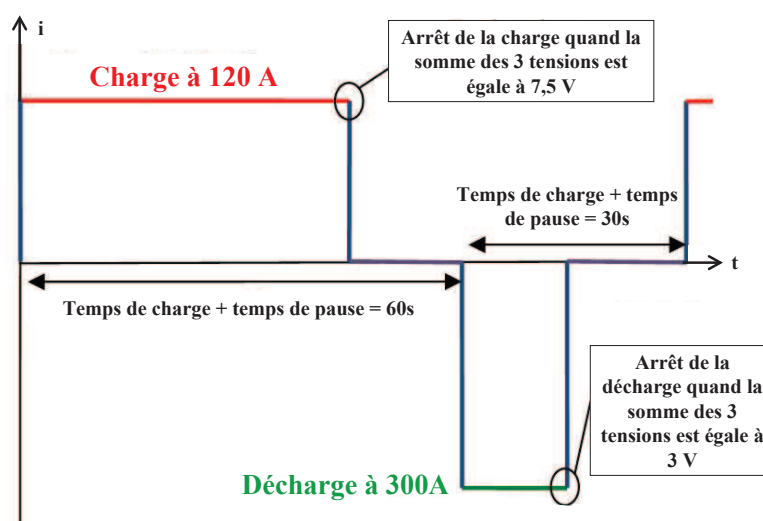 i
Arrêt de la charge quand la
somme des 3 tensions est
égale à 7,5 V
Charge à 120 A
Temps de charge + temps
de pause = 30s
t
Temps de charge + temps de pause = 60s
Arrêt de la
décharge quand la
somme des 3
tensions est égale à
3 V
Décharge à 300A